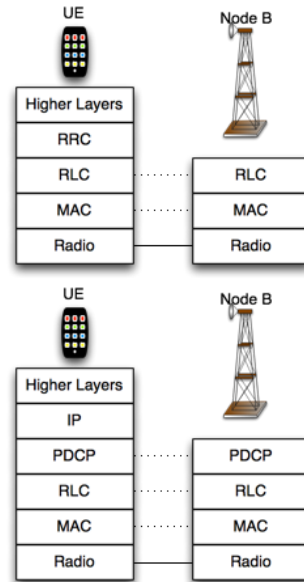 UE
Node B
Higher Layers
RRC
RLC
RLC
MAC
MAC
Radio
Radio
UE
Node B
Higher Layers
IP
PDCP
PDCP
RLC
RLC
MAC
MAC
Radio
Radio